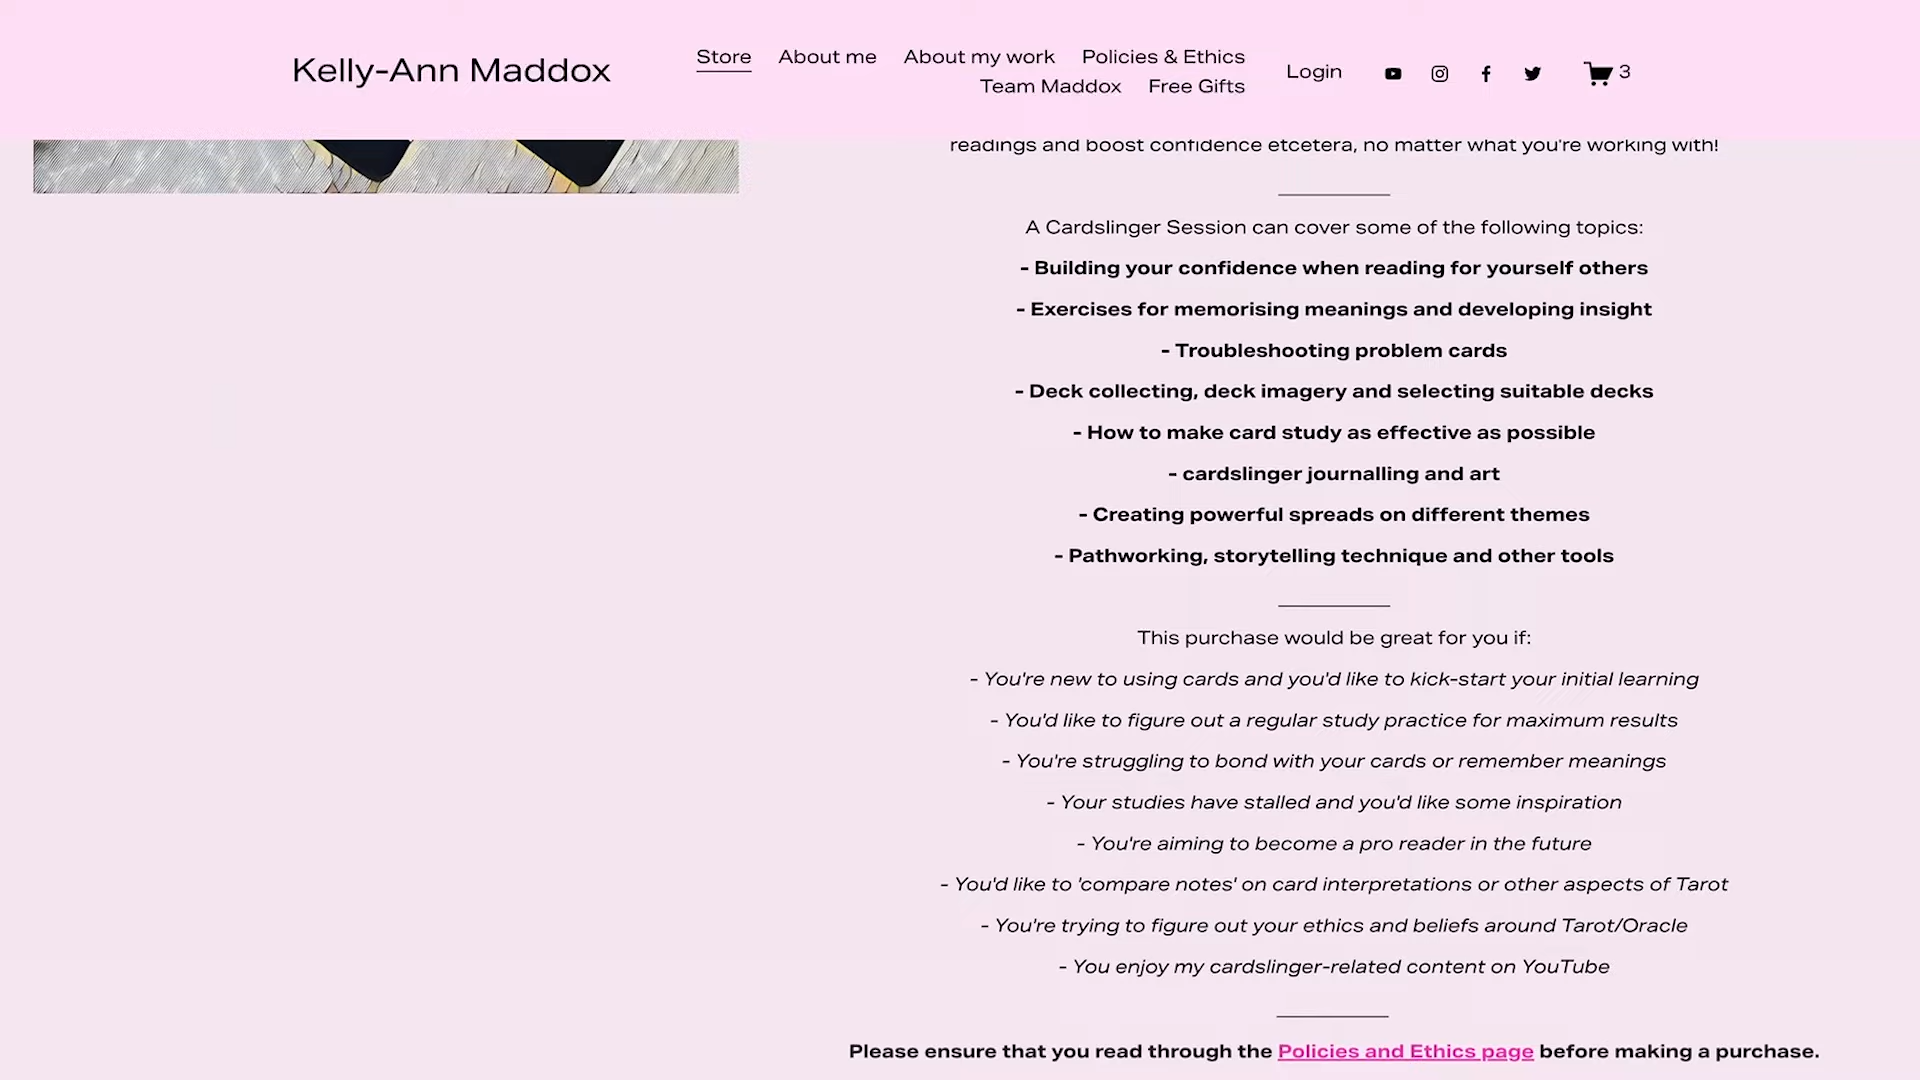 Kelly-Ann Maddox
Store About me About my work Policies & Ethics
Team Maddox Free Gifts
Login
3
readings and boost confidence etcetera, no matter what you're working with!
A Cardslinger Session can cover some of the following topics:
- Building your confidence when reading for yourself others
- Exercises for memorising meanings and developing insight
- Troubleshooting problem cards
- Deck collecting, deck imagery and selecting suitable decks
- How to make card study as effective as possible
- cardslinger journalling and art
- Creating powerful spreads on different themes
- Pathworking, storytelling technique and other tools
This purchase would be great for you if:
- You're new to using cards and you'd like to kick-start your initial learning
- You'd like to figure out a regular study practice for maximum results
- You're struggling to bond with your cards or remember meanings
- Your studies have stalled and you'd like some inspiration
- You're aiming to become a pro reader in the future
- You'd like to 'compare notes' on card interpretations or other aspects of Tarot
- You're trying to figure out your ethics and beliefs around Tarot/Oracle
- You enjoy my cardslinger-related content on YouTube
Please ensure that you read through the Policies and Ethics page before making a purchase.